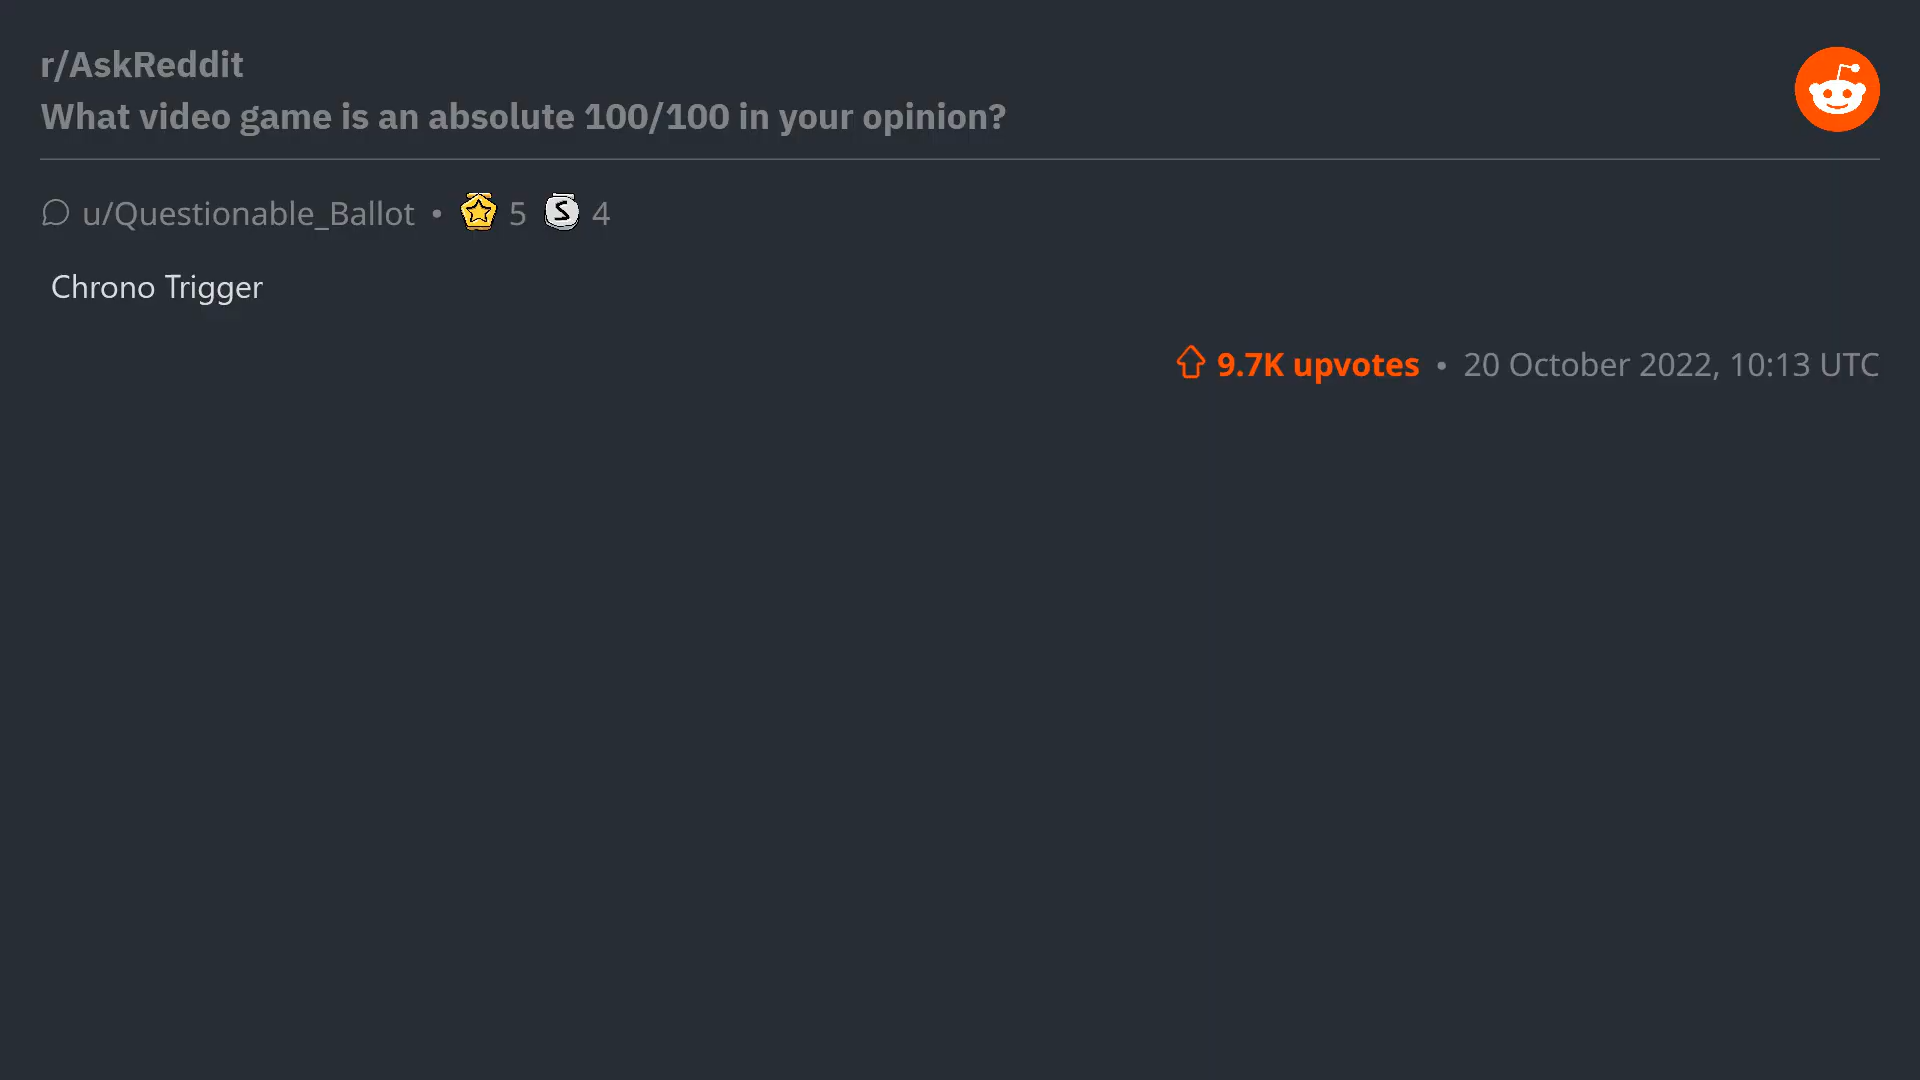 r/AskReddit
What video game is an absolute 100/100 in your opinion?
u/Questionable_Ballot • 5 S 4
Chrono Trigger
9.7K upvotes • 20 October 2022, 10:13 UTC